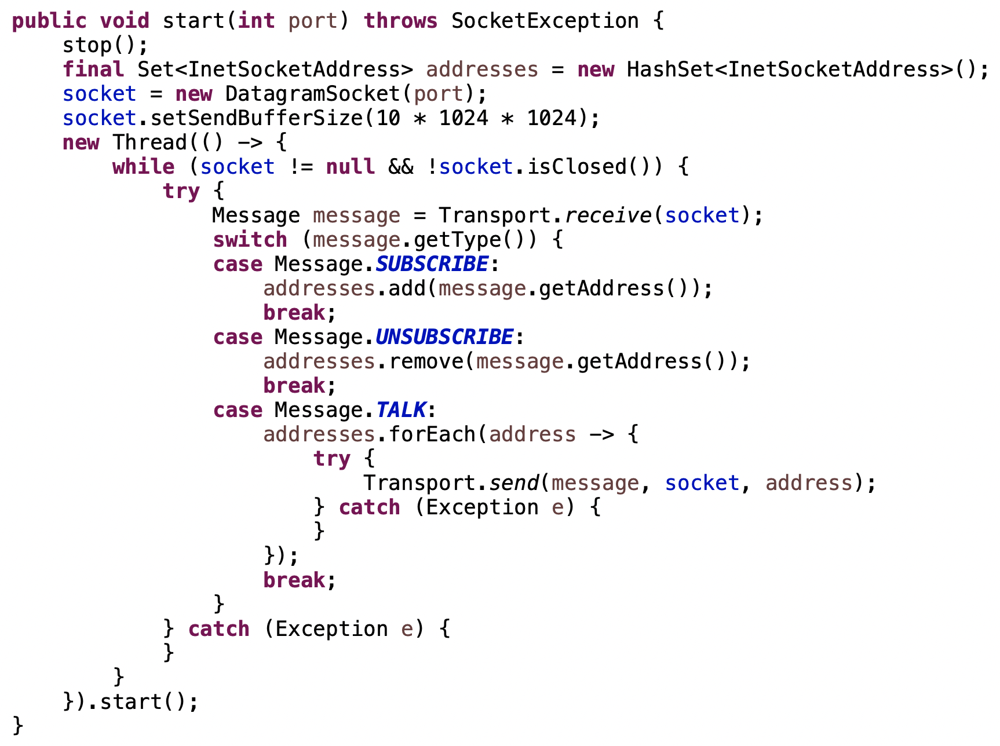 public void start(int port) throws SocketException {
    stop();
    final Set<InetSocketAddress> addresses = new HashSet<InetSocketAddress>();
    socket = new DatagramSocket(port);
    socket.setSendBufferSize(10 * 1024 * 1024);
    new Thread(() -> {
        while (socket != null && !socket.isClosed()) {
            try {
                Message message = Transport.receive(socket);
                switch (message.getType()) {
                case Message.SUBSCRIBE:
                    addresses.add(message.getAddress());
                    break;
                case Message.UNSUBSCRIBE:
                    addresses.remove(message.getAddress());
                    break;
                case Message.TALK:
                    addresses.forEach(address -> {
                        try {
                            Transport.send(message, socket, address);
                        } catch (Exception e) {
                        }
                    });
                    break;
                }
            } catch (Exception e) {
            }
        }
    }).start();
}